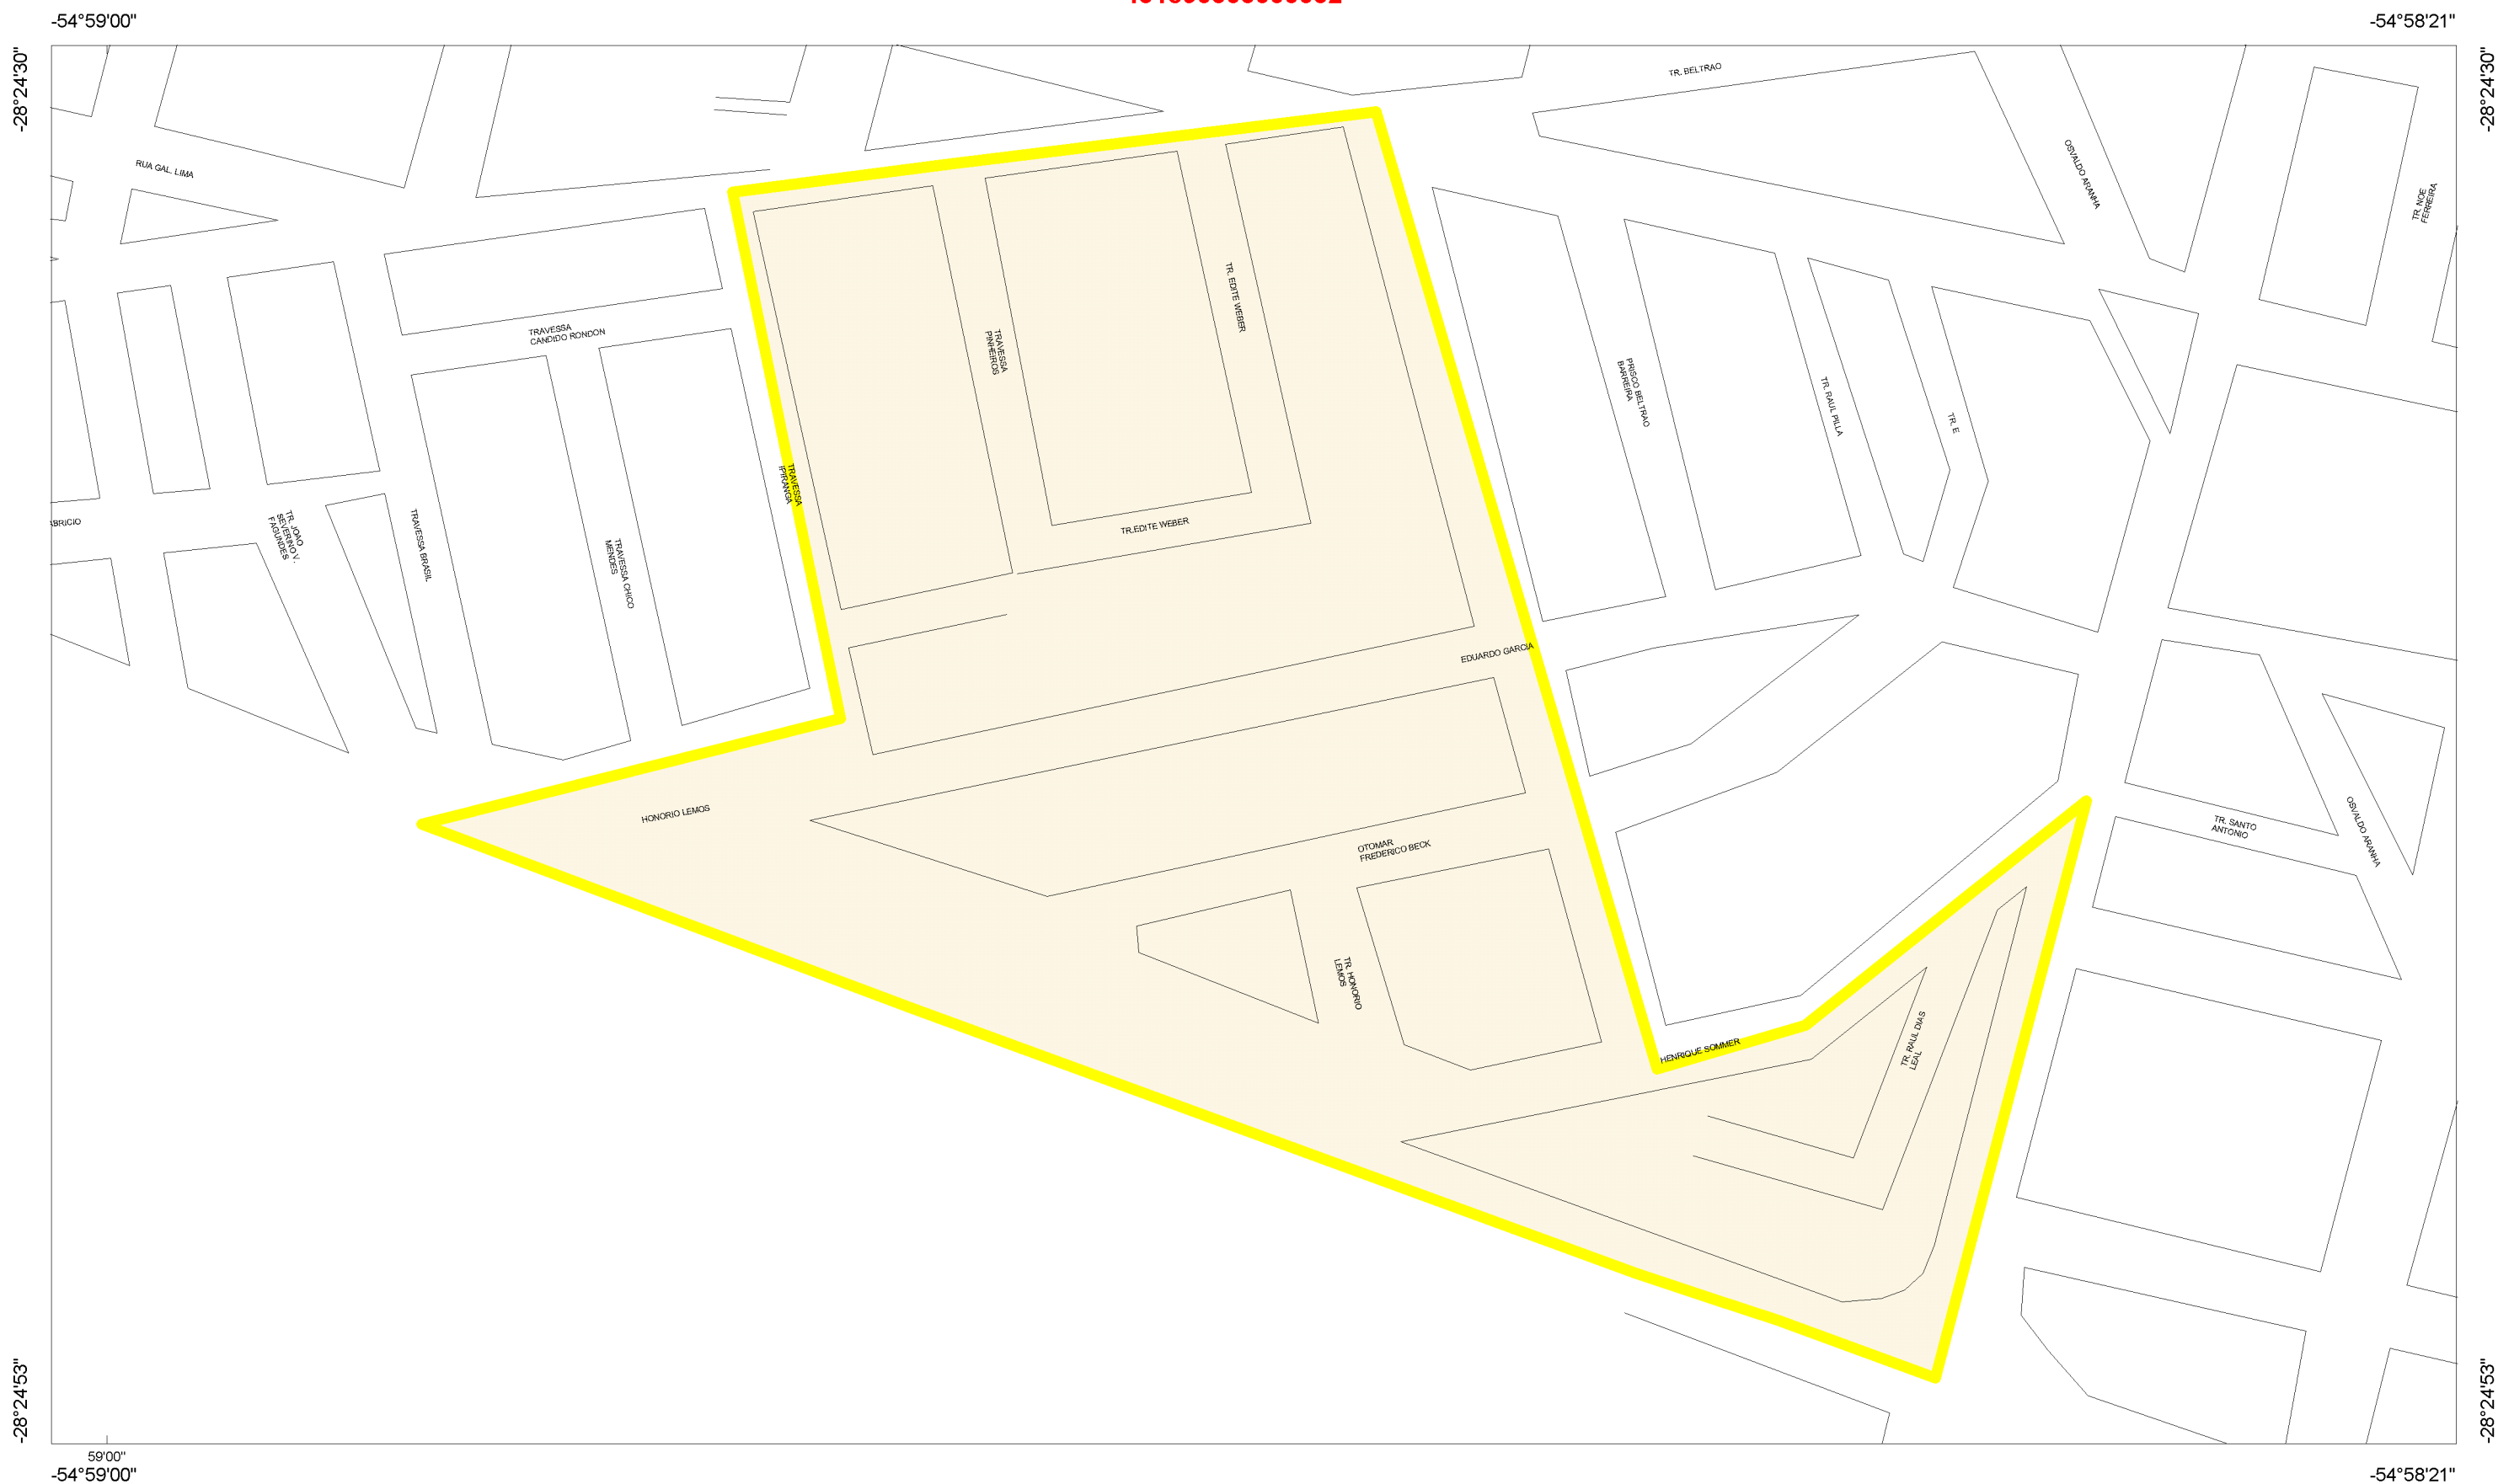 -54°59'00"
-54°58'21"
-28°24'30"
-28°24'30"
TR. BELTRAO
RUA GAL. LIMA
OSVALDO ARANHA
TR. NOE
FERREIRA
TR. EDITE WEBER
TRAVESSA
CANDIDO RONDON
TRAVESSA
PINHEIROS
PRISCO BELTRAO
BARREIRA
TR. RAUL PILLA
TR. E
TRAVESSA
IPIRANGA
ABRICIO
TR. JOAO
SEVERINO V.
FAGUNDES
TRAVESSA BRASIL
TR.EDITE WEBER
TRAVESSA CHICO
MENDES
EDUARDO GARCIA
HONORIO LEMOS
OTOMAR
FREDERICO BECK
TR. SANTO
ANTONIO
OSVALDO ARANHA
TR. HONORIO
LEMOS
HENRIQUE SOMMER
TR. RAUL DIAS
LEAL
-28°24'53"
-28°24'53"
59'00"
-54°59'00"
-54°58'21"